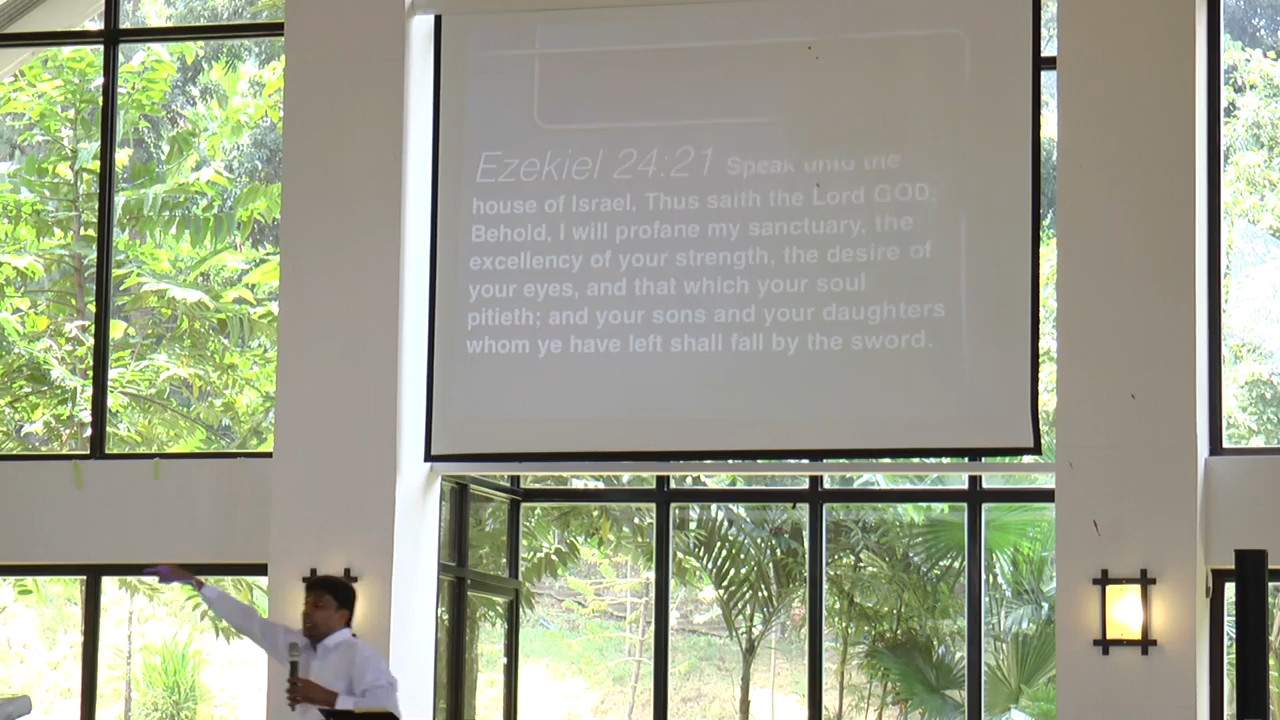 Ezekiel 24:21 Speak unto the
house of Israel, Thus saith the Lord GOD;
Behold, I will profane my sanctuary, the
excellency of your strength, the desire of
your eyes, and that which your soul
pitieth; and your sons and your daughters
whom ye have left shall fall by the sword.